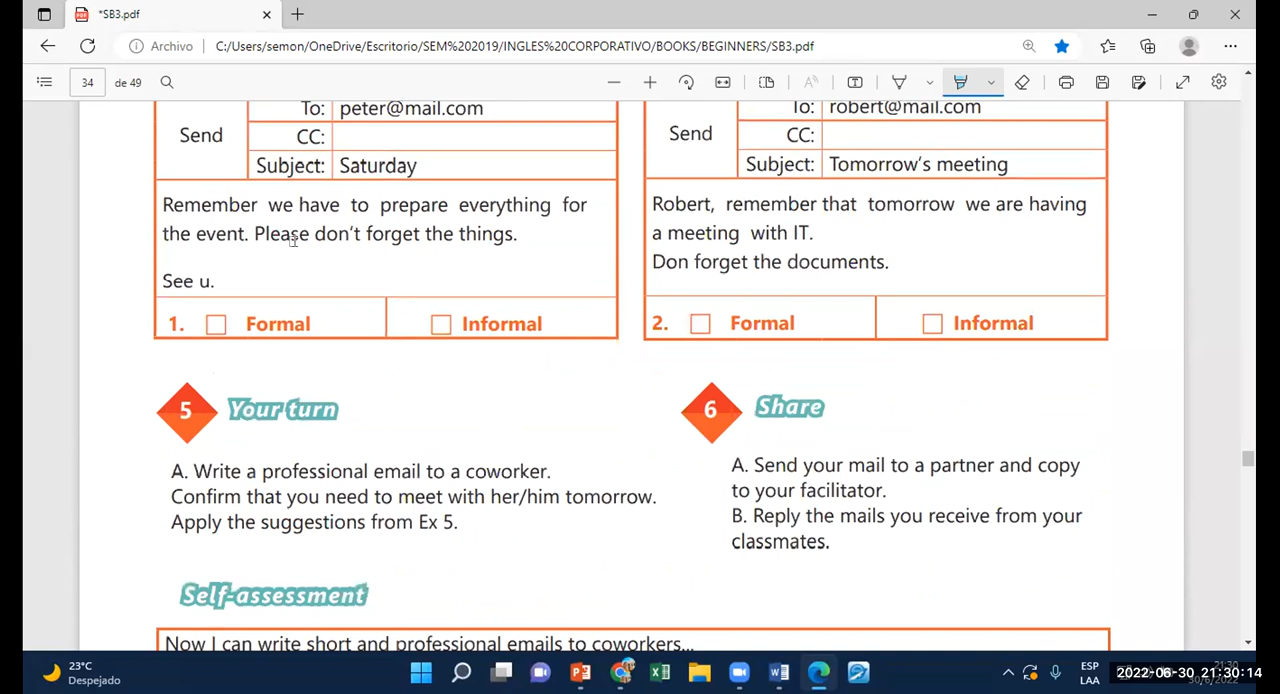 *SB3.pdf
Archivo
C:/Users/semon/OneDrive/Escritorio/SEM%202019/INGLES%20CORPORATIVO/BOOKS/BEGINNERS/SB3.pdf
34 de 49
Send
To: peter@mail.com
CC:
Subject: Saturday
Remember we have to prepare everything for
the event. Please don't forget the things.
See u.
1. Formal Informal
Send
To: robert@mail.com
CC:
Subject: Tomorrow's meeting
Robert, remember that tomorrow we are having
a meeting with IT.
Don forget the documents.
2. Formal Informal
5 Your turn
A. Write a professional email to a coworker.
Confirm that you need to meet with her/him tomorrow.
Apply the suggestions from Ex 5.
6 Share
A. Send your mail to a partner and copy
to your facilitator.
B. Reply the mails you receive from your
classmates.
Self-assessment
Now I can write short and professional emails to coworkers...
23°C
Despejado
ESP
LAA
2022-06-30 21:30:14